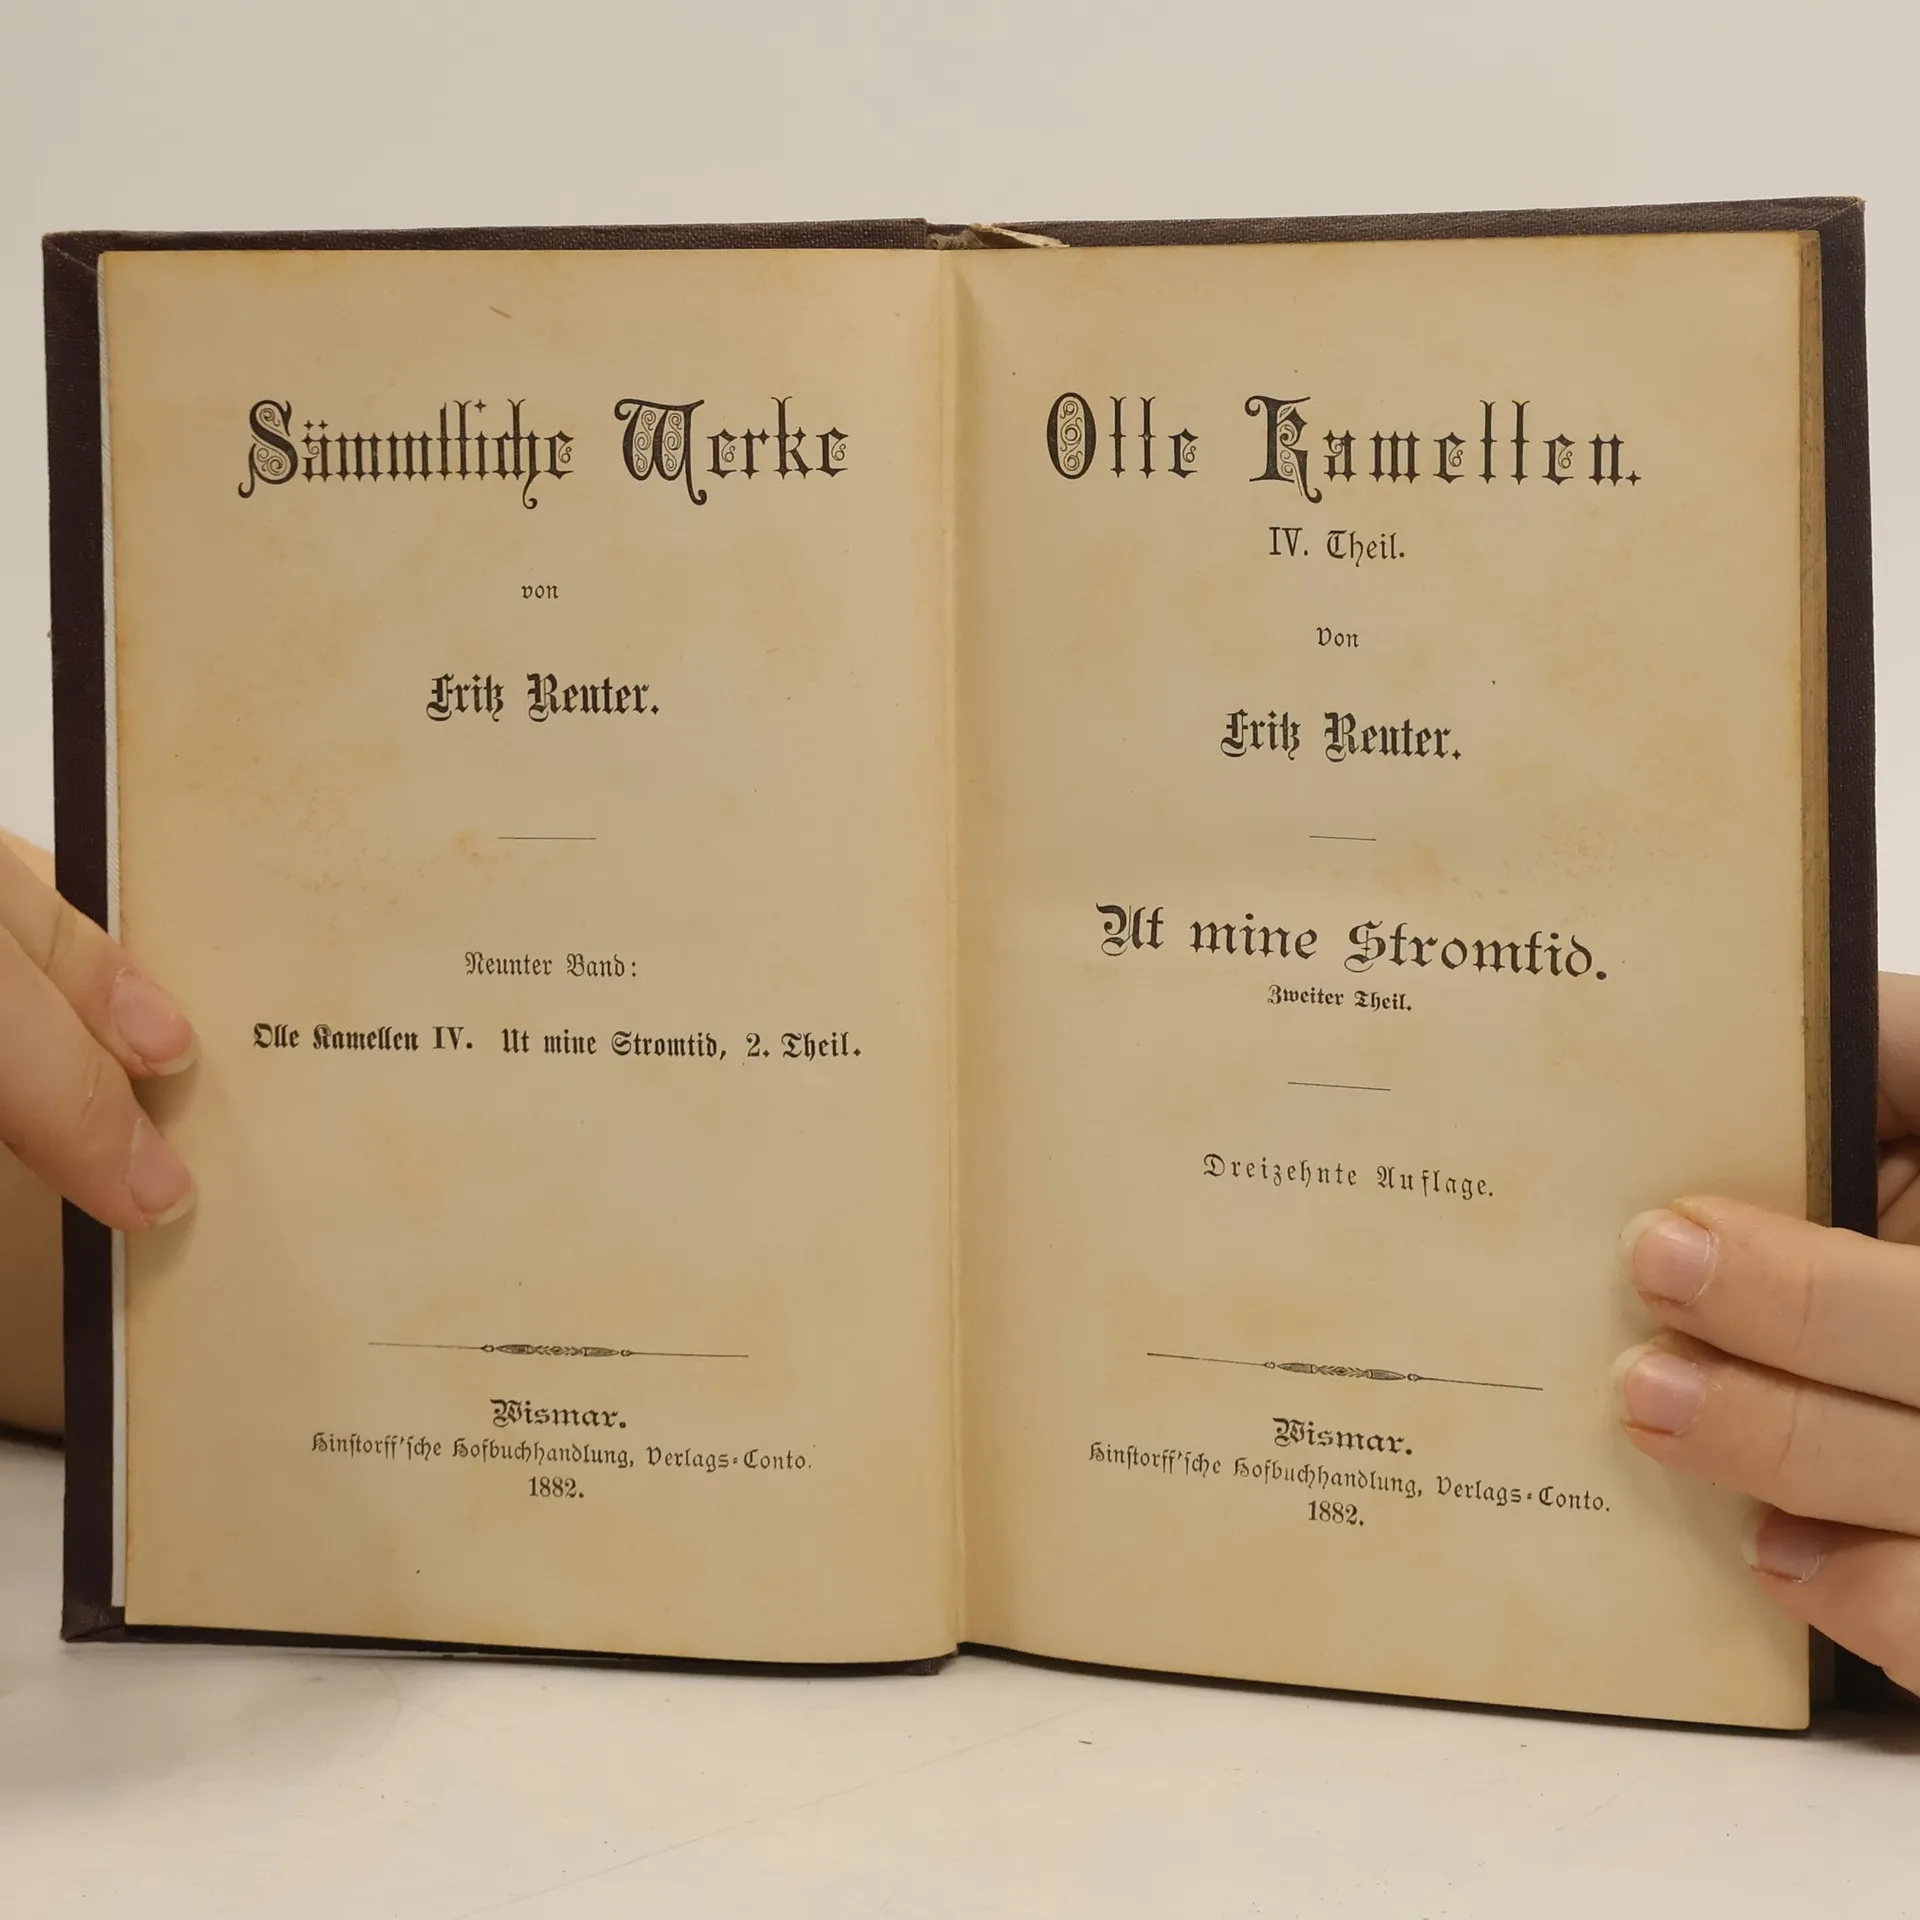 Sämmtliche Werke
von
Fritz Reuter.
Neunter Band:
Olle Kamellen IV. Ut mine Stromtid, 2. Theil.
Wismar.
Hinstorff'sche Hofbuchhandlung, Verlags-Conto.
1882.
Olle Kamellen.
IV. Theil.
Von
Fritz Reuter.
Ut mine Stromtid.
Zweiter Theil.
Dreizehnte Auflage.
Wismar.
Hinstorff'sche Hofbuchhandlung, Verlags-Conto.
1882.